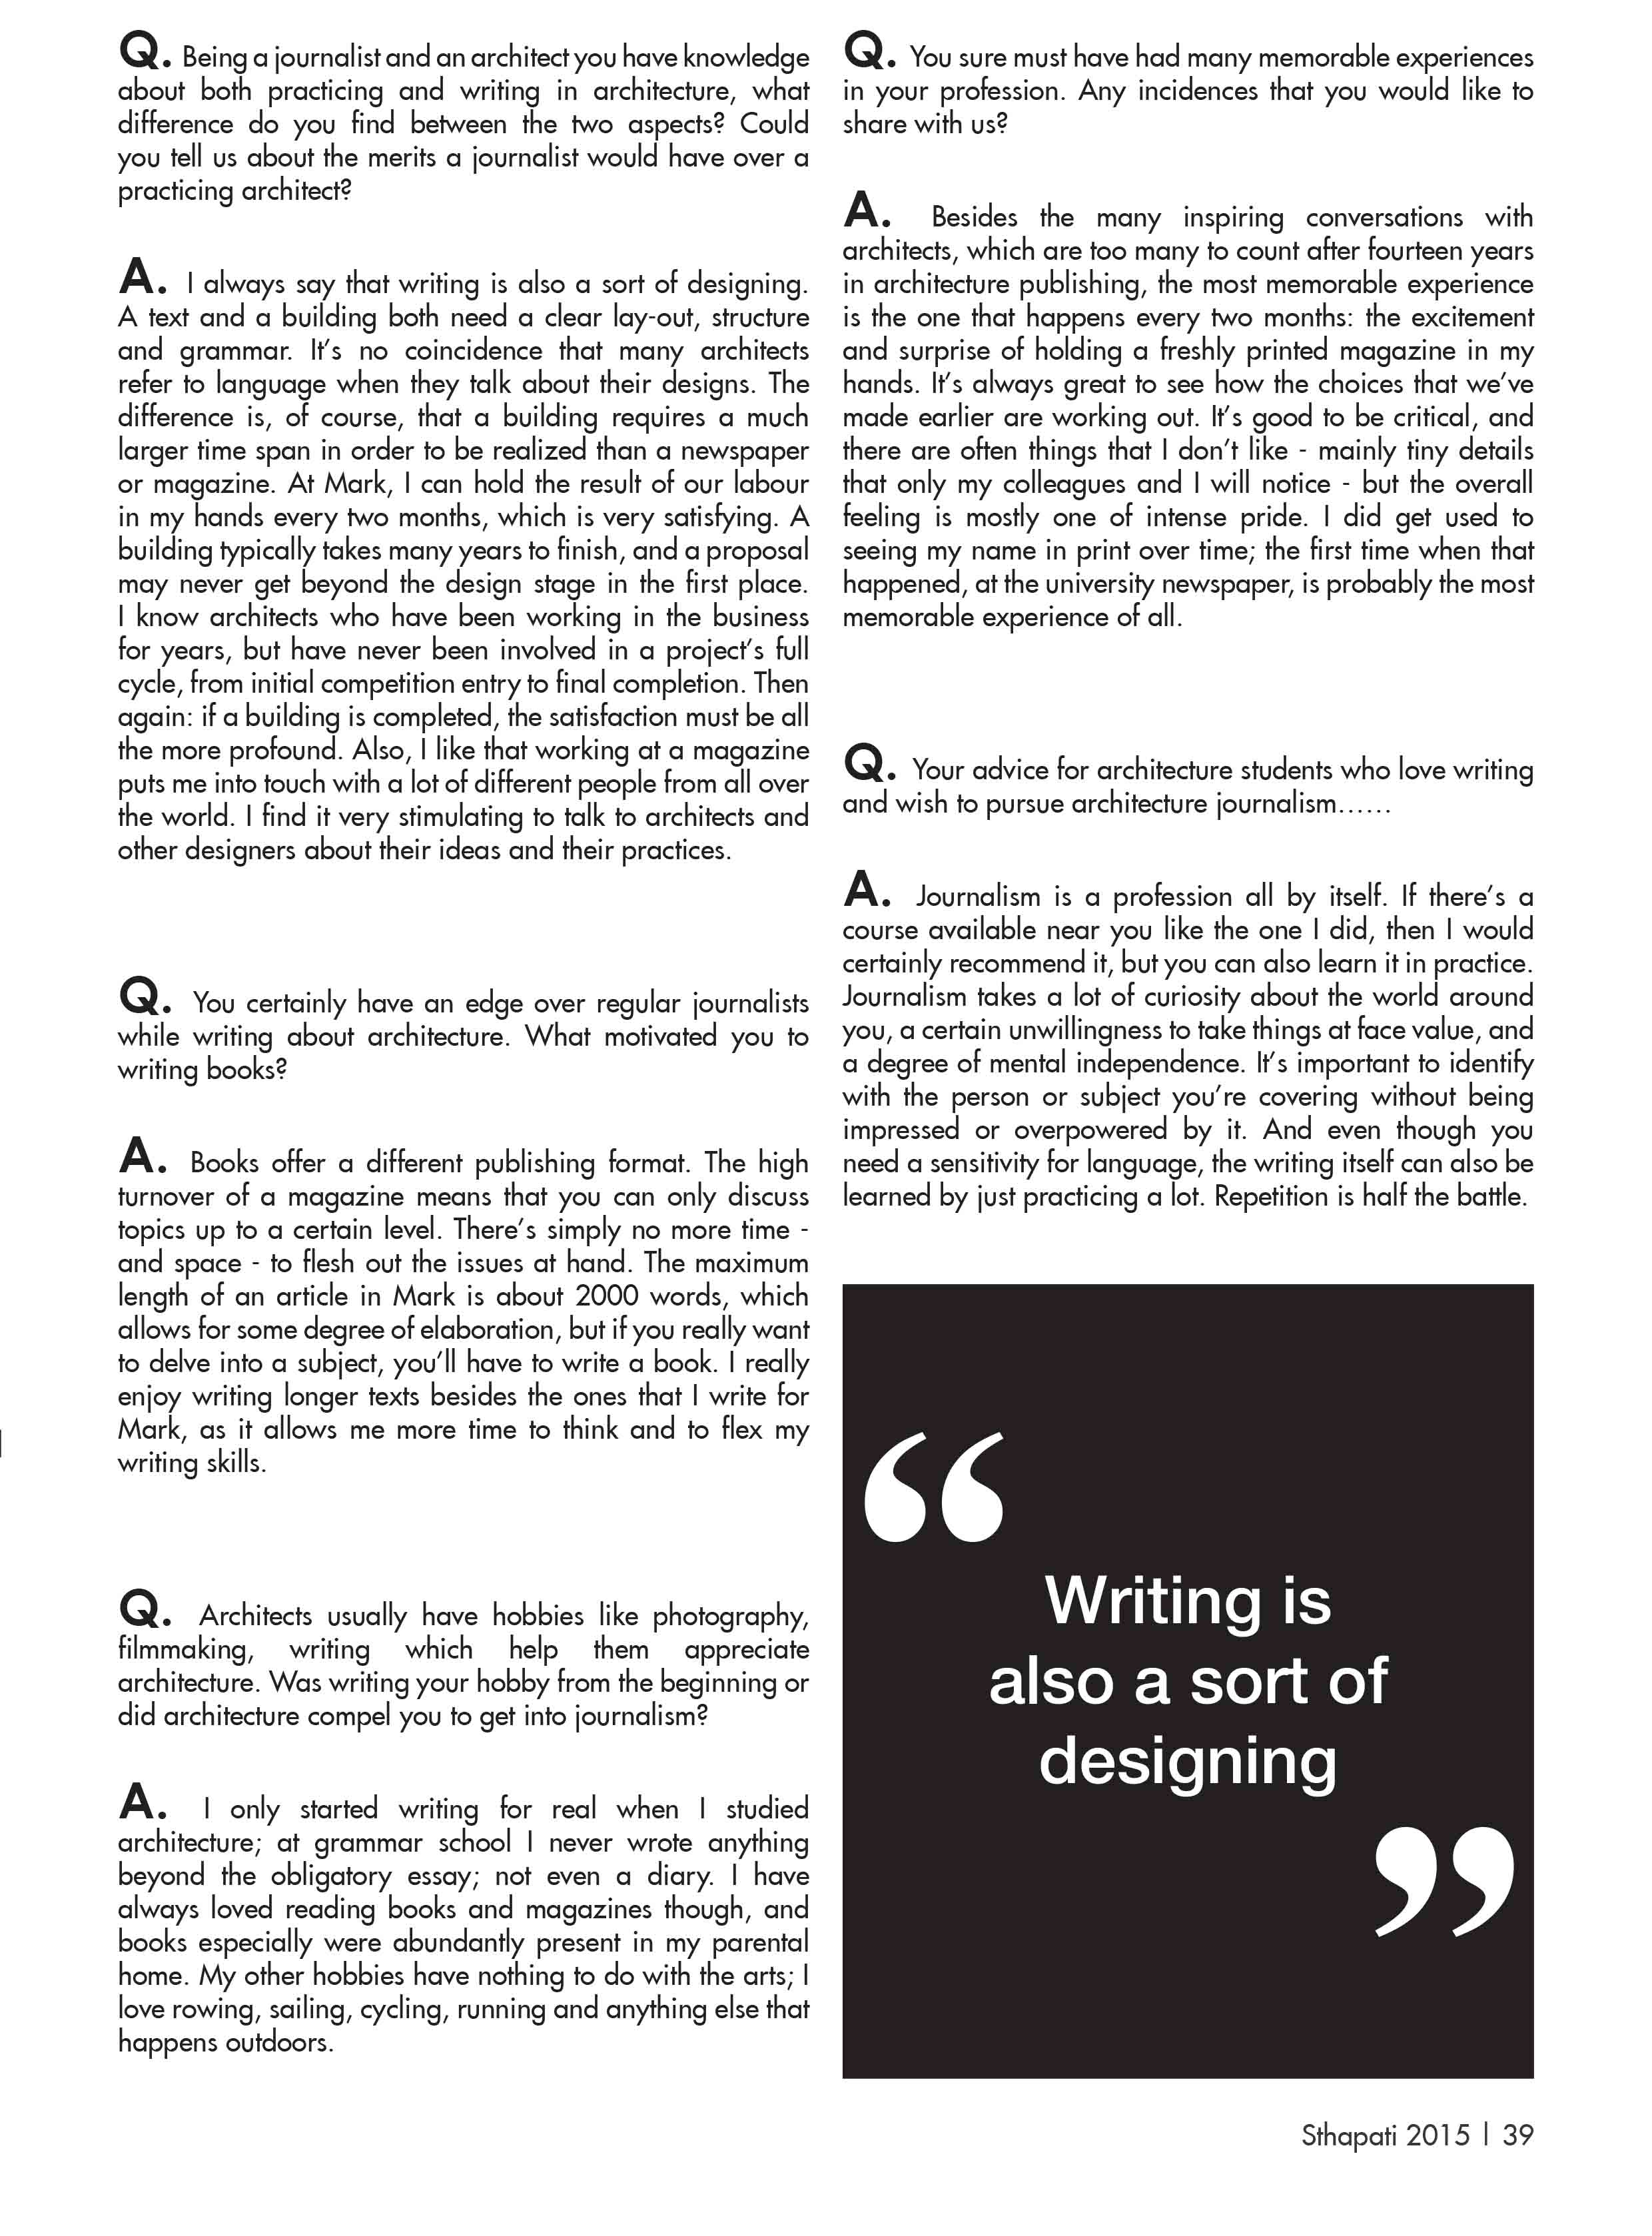 Q. Being a journalist and an architect you have knowledge
about both practicing and writing in architecture, what
difference do you find between the two aspects? Could
you tell us about the merits a journalist would have over a
practicing architect?
A. I always say that writing is also a sort of designing.
A text and a building both need a clear lay-out, structure
and grammar. It's no coincidence that many architects
refer to language when they talk about their designs. The
difference is, of course, that a building requires a much
larger time span in order to be realized than a newspaper
or magazine. At Mark, I can hold the result of our labour
in my hands every two months, which is very satisfying. A
building typically takes many years to finish, and a proposal
may never get beyond the design stage in the first place.
I know architects who have been working in the business
for years, but have never been involved in a project's full
cycle, from initial competition entry to final completion. Then
again: if a building is completed, the satisfaction must be all
the more profound. Also, I like that working at a magazine
puts me into touch with a lot of different people from all over
the world. I find it very stimulating to talk to architects and
other designers about their ideas and their practices.
Q. You certainly have an edge over regular journalists
while writing about architecture. What motivated you to
writing books?
A. Books offer a different publishing format. The high
turnover of a magazine means that you can only discuss
topics up to a certain level. There's simply no more time -
and space - to flesh out the issues at hand. The maximum
length of an article in Mark is about 2000 words, which
allows for some degree of elaboration, but if you really want
to delve into a subject, you'll have to write a book. I really
enjoy writing longer texts besides the ones that I write for
Mark, as it allows me more time to think and to flex my
writing skills.
Q. Architects usually have hobbies like photography,
filmmaking, writing which help them appreciate
architecture. Was writing your hobby from the beginning or
did architecture compel you to get into journalism?
A. I only started writing for real when I studied
architecture; at grammar school I never wrote anything
beyond the obligatory essay; not even a diary. I have
always loved reading books and magazines though, and
books especially were abundantly present in my parental
home. My other hobbies have nothing to do with the arts; I
love rowing, sailing, cycling, running and anything else that
happens outdoors.
Q. You sure must have had many memorable experiences
in your profession. Any incidences that you would like to
share with us?
A. Besides the many inspiring conversations with
architects, which are too many to count after fourteen years
in architecture publishing, the most memorable experience
is the one that happens every two months: the excitement
and surprise of holding a freshly printed magazine in my
hands. It's always great to see how the choices that we've
made earlier are working out. It's good to be critical, and
there are often things that I don't like - mainly tiny details
that only my colleagues and I will notice - but the overall
feeling is mostly one of intense pride. I did get used to
seeing my name in print over time; the first time when that
happened, at the university newspaper, is probably the most
memorable experience of all.
Q. Your advice for architecture students who love writing
and wish to pursue architecture journalism......
A. Journalism is a profession all by itself. If there's a
course available near you like the one I did, then I would
certainly recommend it, but you can also learn it in practice.
Journalism takes a lot of curiosity about the world around
you, a certain unwillingness to take things at face value, and
a degree of mental independence. It's important to identify
with the person or subject you're covering without being
impressed or overpowered by it. And even though you
need a sensitivity for language, the writing itself can also be
learned by just practicing a lot. Repetition is half the battle.
“
Writing is
also a sort of
designing
”
Sthapati 2015 | 39